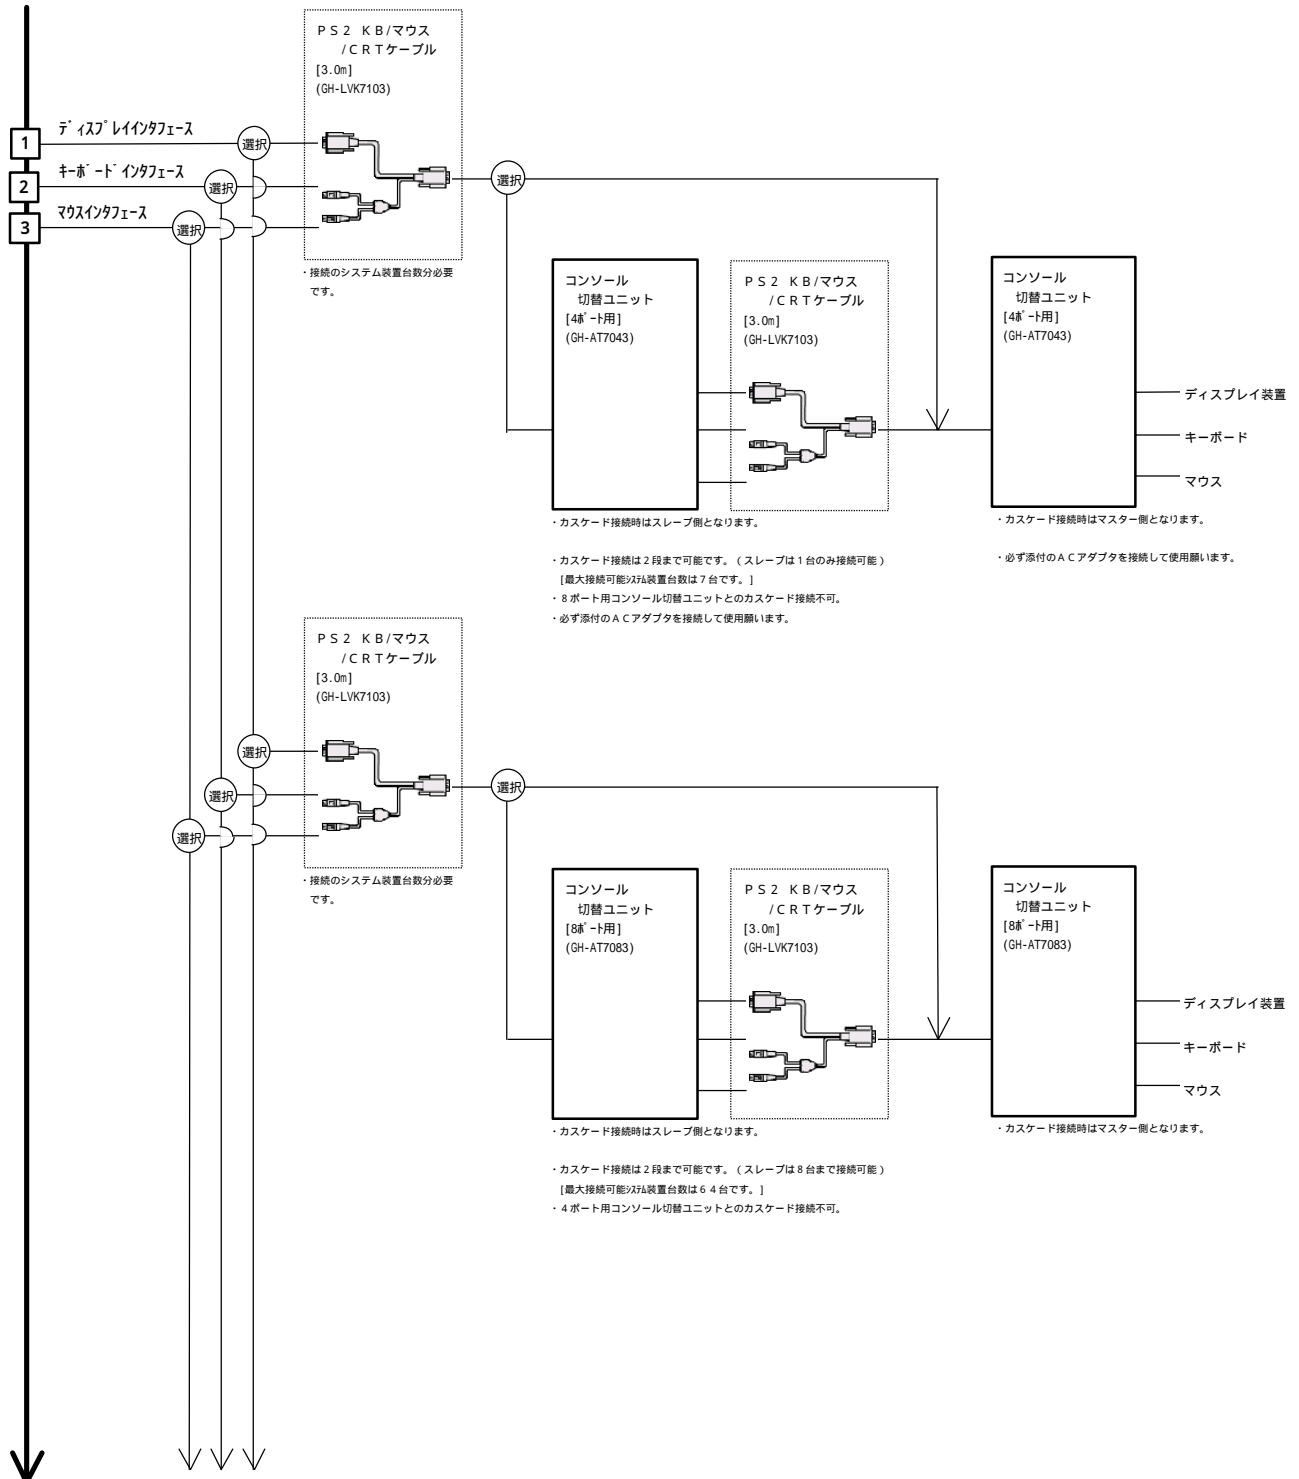 PS2 KB/マウス
/CRTケーブル
[3.0m]
(GH-LVK7103)
1
ディスプレイインタフェース
選択
2
キーボードインタフェース
選択
選択
3
マウスインタフェース
選択
・接続のシステム装置台数分必要
です。
コンソール
切替ユニット
[4ポート用]
(GH-AT7043)
PS2 KB/マウス
/CRTケーブル
[3.0m]
(GH-LVK7103)
コンソール
切替ユニット
[4ポート用]
(GH-AT7043)
ディスプレイ装置
キーボード
マウス
・カスケード接続時はスレーブ側となります。
・カスケード接続は2段まで可能です。(スレーブは1台のみ接続可能)
[最大接続可能システム装置台数は7台です。]
・8ポート用コンソール切替ユニットとのカスケード接続不可。
・必ず添付のACアダプタを接続して使用願います。
・カスケード接続時はマスター側となります。
・必ず添付のACアダプタを接続して使用願います。
PS2 KB/マウス
/CRTケーブル
[3.0m]
(GH-LVK7103)
選択
選択
選択
選択
・接続のシステム装置台数分必要
です。
コンソール
切替ユニット
[8ポート用]
(GH-AT7083)
PS2 KB/マウス
/CRTケーブル
[3.0m]
(GH-LVK7103)
コンソール
切替ユニット
[8ポート用]
(GH-AT7083)
ディスプレイ装置
キーボード
マウス
・カスケード接続時はスレーブ側となります。
・カスケード接続は2段まで可能です。(スレーブは8台まで接続可能)
[最大接続可能システム装置台数は64台です。]
・4ポート用コンソール切替ユニットとのカスケード接続不可。
・カスケード接続時はマスター側となります。